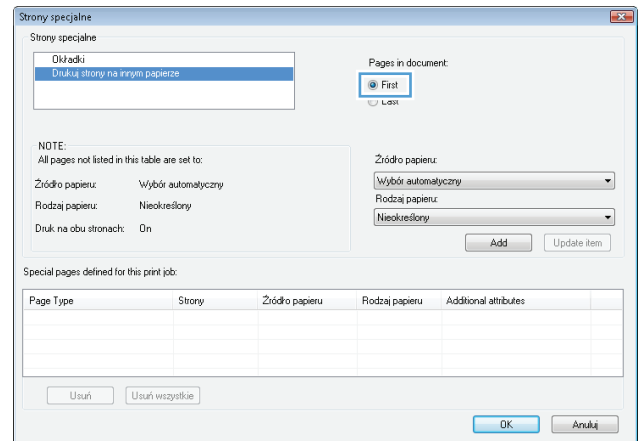 Strony specjalne
Strony specjalne
Okładki
Drukuj strony na innym papierze
Pages in document:
First
Last
NOTE:
All pages not listed in this table are set to:
Źródło papieru: Wybór automatyczny
Rodzaj papieru: Nieokreślony
Druk na obu stronach: On
Źródło papieru:
Wybór automatyczny
Rodzaj papieru:
Nieokreślony
Add Update item
Special pages defined for this print job:
Page Type Strony Źródło papieru Rodzaj papieru Additional attributes
Usuń Usuń wszystkie
OK Anuluj